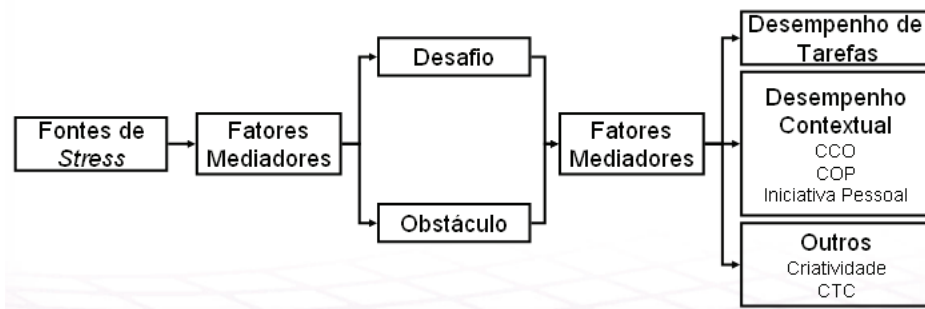 Fontes de
Stress
Fatores
Mediadores
Desafio
Obstáculo
Fatores
Mediadores
Desempenho de
Tarefas
Desempenho
Contextual
CCO
COP
Iniciativa Pessoal
Outros
Criatividade
CTC